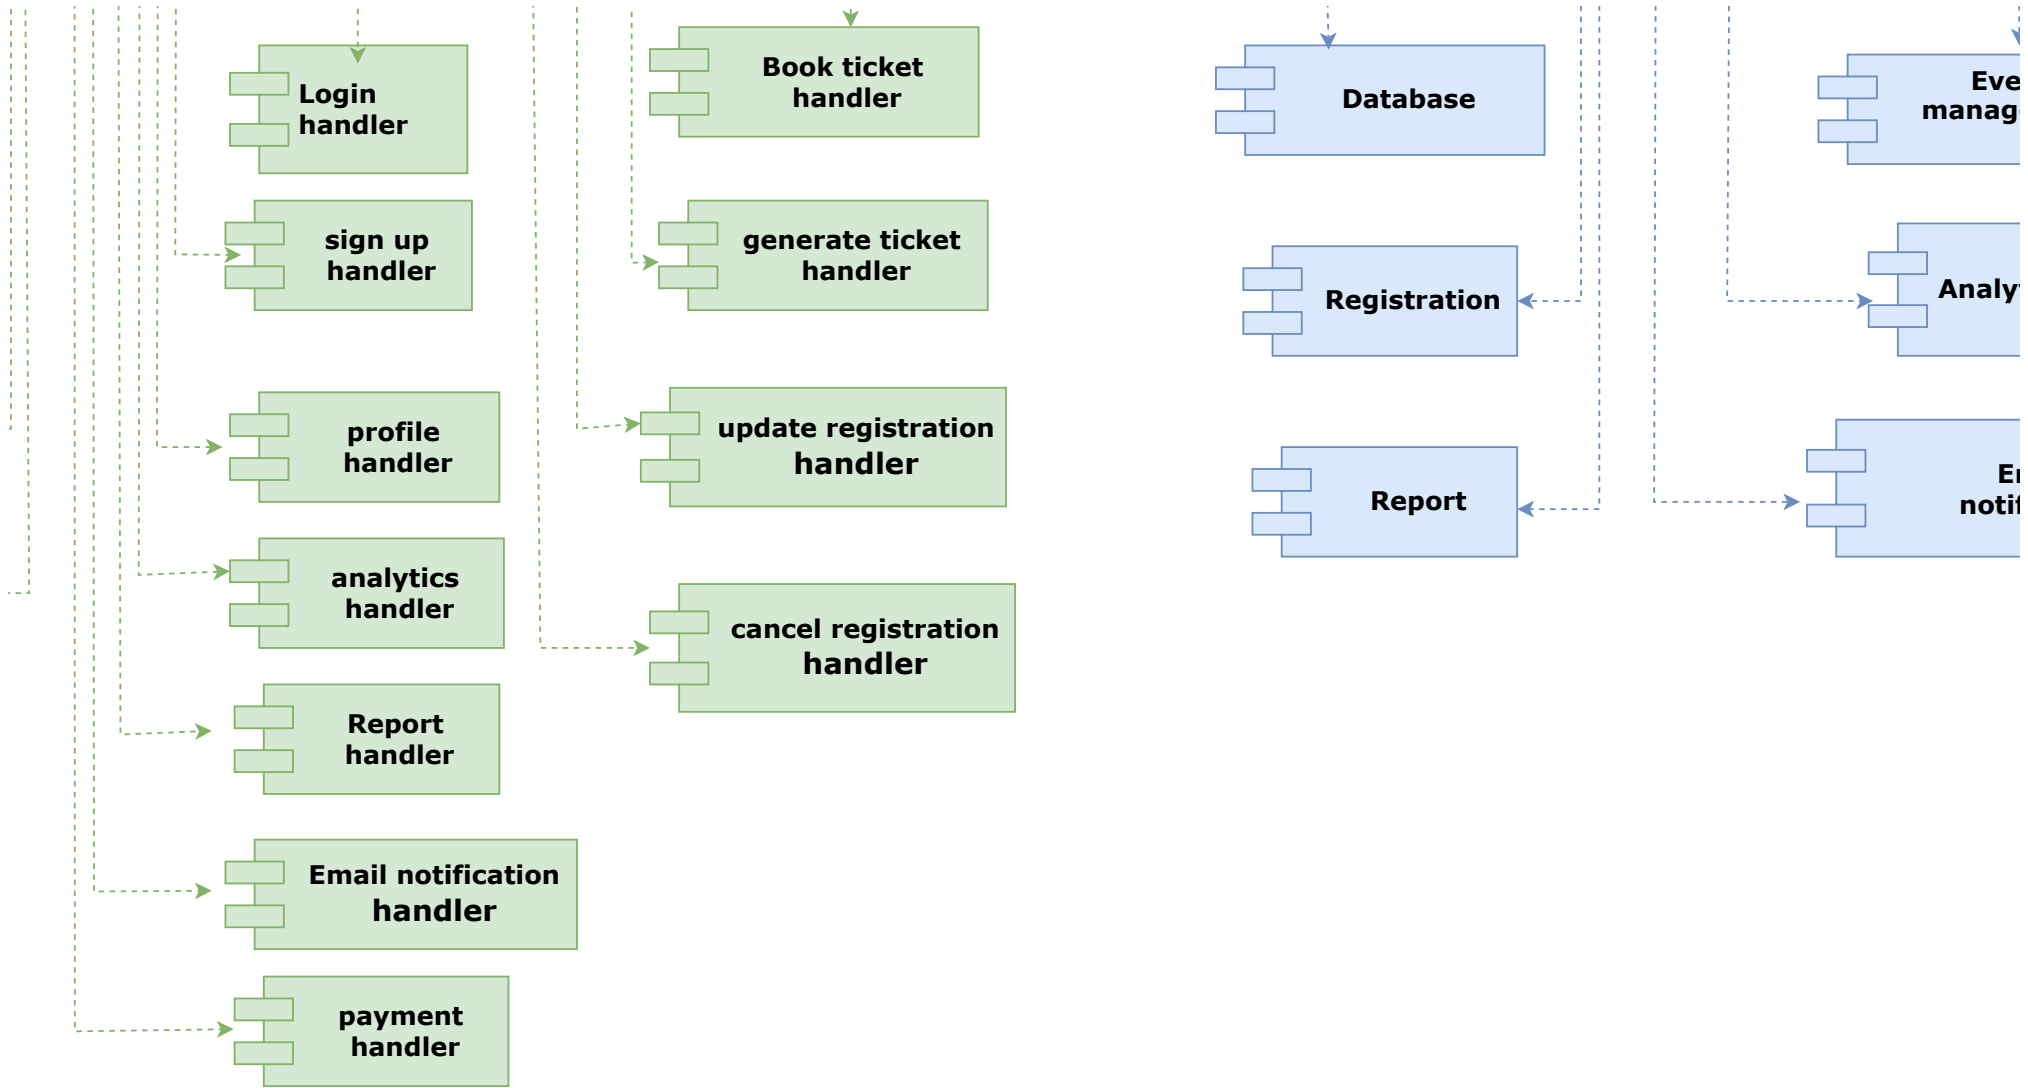 Login
handler
sign up
handler
profile
handler
analytics
handler
Report
handler
Email notification
handler
payment
handler
Book ticket
handler
generate ticket
handler
update registration
handler
cancel registration
handler
Database
Registration
Report